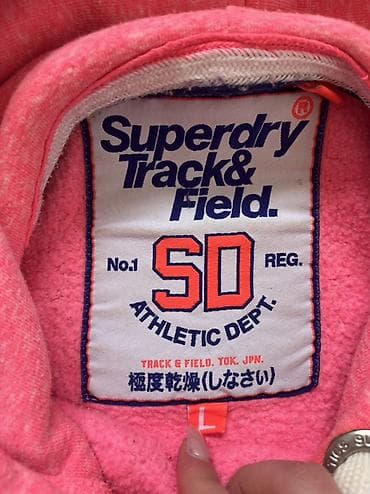 Superdry®
Track&
Field.
No.1 SD REG.
ATHLETIC DEPT.
TRACK & FIELD. TOK. JPN.
極度乾燥(しなさい)
L